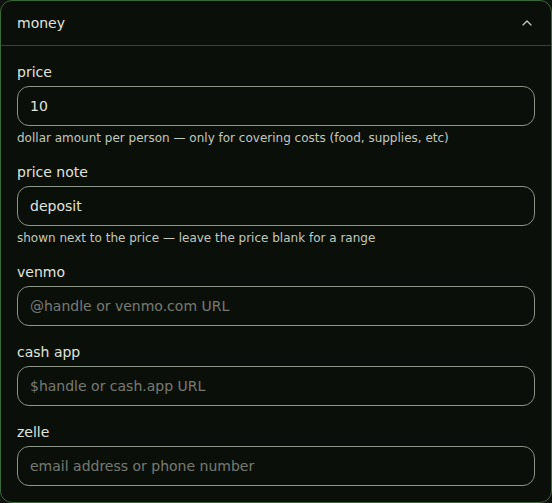 money
price
10
dollar amount per person — only for covering costs (food, supplies, etc)
price note
deposit
shown next to the price — leave the price blank for a range
venmo
@handle or venmo.com URL
cash app
$handle or cash.app URL
zelle
email address or phone number